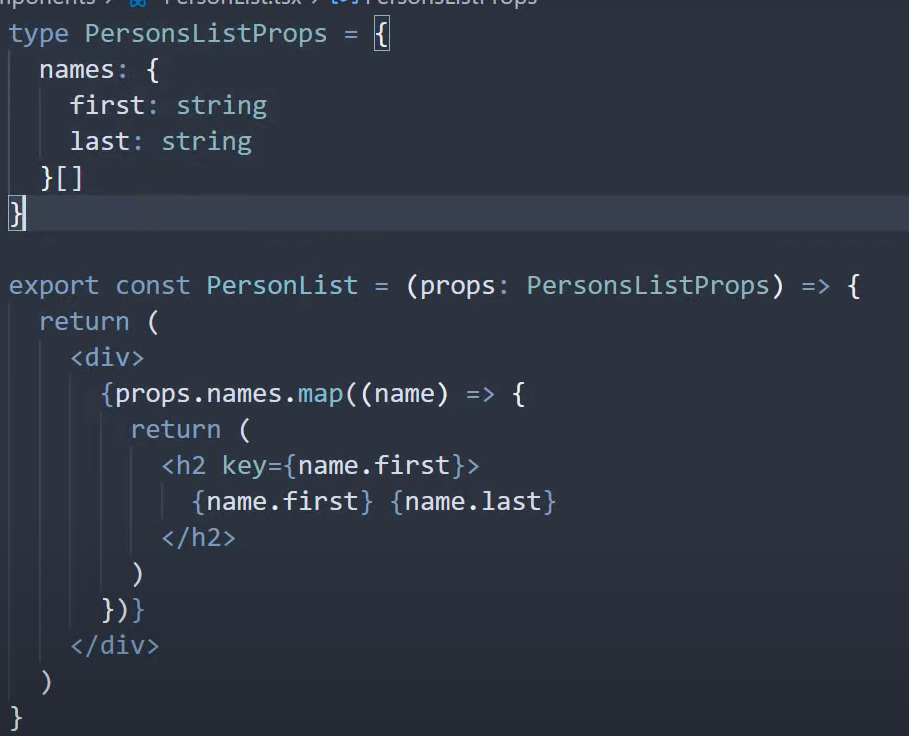 PersonList.tsx PersonsListProps
type PersonsListProps = {
  names: {
    first: string
    last: string
  }[]
}
export const PersonList = (props: PersonsListProps) => {
  return (
    <div>
      {props.names.map((name) => {
        return (
          <h2 key={name.first}>
            {name.first} {name.last}
          </h2>
        )
      })}
    </div>
  )
}